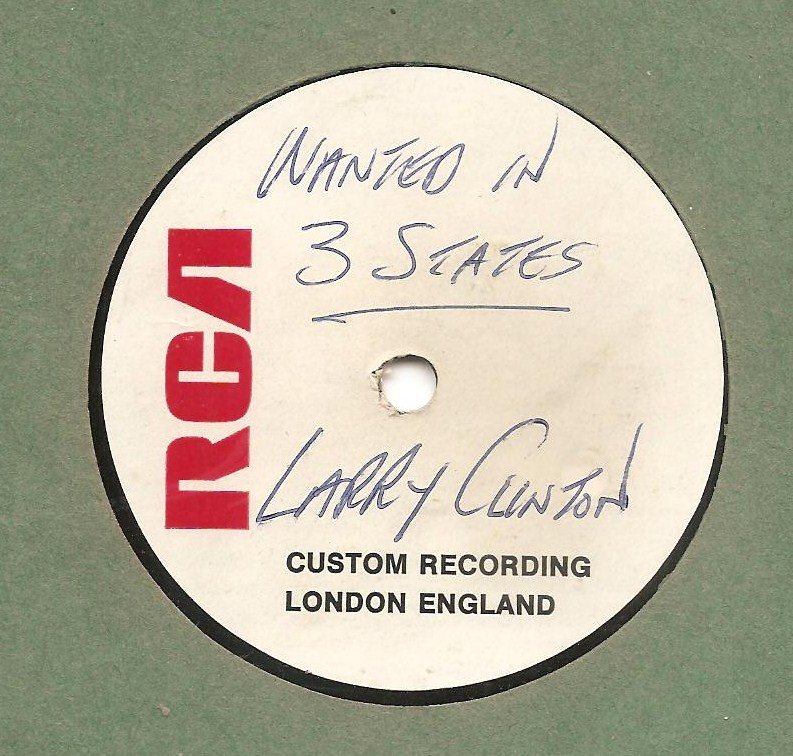 WANTED IN
3 STATES
RCA
LARRY CLINTON
CUSTOM RECORDING
LONDON ENGLAND